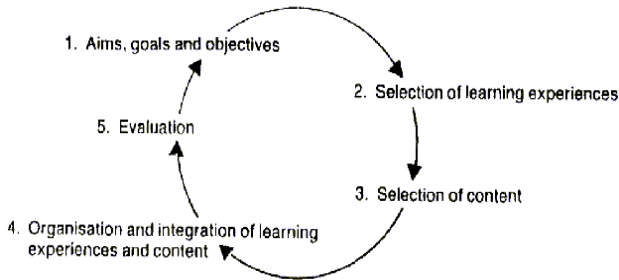 1. Aims, goals and objectives
2. Selection of learning experiences
3. Selection of content
4. Organisation and integration of learning
experiences and content
5. Evaluation